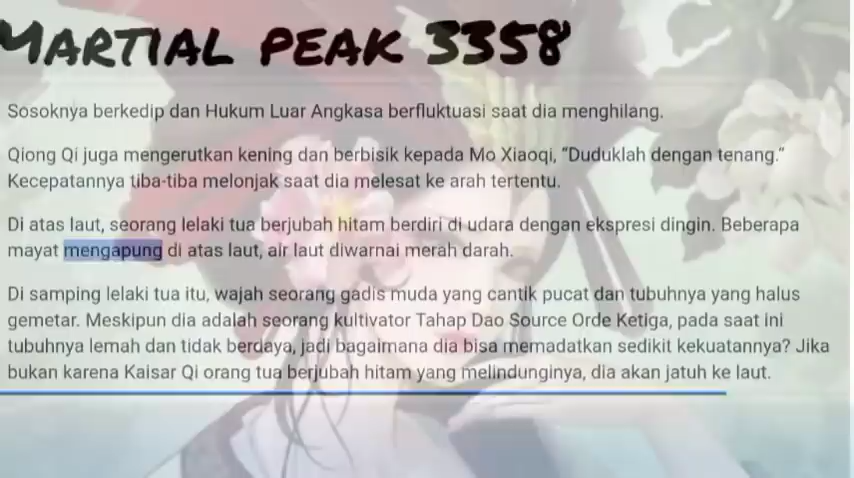 MARTIAL PEAK 3358
Sosoknya berkedip dan Hukum Luar Angkasa berfluktuasi saat dia menghilang.
Qiong Qi juga mengerutkan kening dan berbisik kepada Mo Xiaoqi, “Duduklah dengan tenang.”
Kecepatannya tiba-tiba melonjak saat dia melesat ke arah tertentu.
Di atas laut, seorang lelaki tua berjubah hitam berdiri di udara dengan ekspresi dingin. Beberapa
mayat mengapung di atas laut, air laut diwarnai merah darah.
Di samping lelaki tua itu, wajah seorang gadis muda yang cantik pucat dan tubuhnya yang halus
gemetar. Meskipun dia adalah seorang kultivator Tahap Dao Source Orde Ketiga, pada saat ini
tubuhnya lemah dan tidak berdaya, jadi bagaimana dia bisa memadatkan sedikit kekuatannya? Jika
bukan karena Kaisar Qi orang tua berjubah hitam yang melindunginya, dia akan jatuh ke laut.